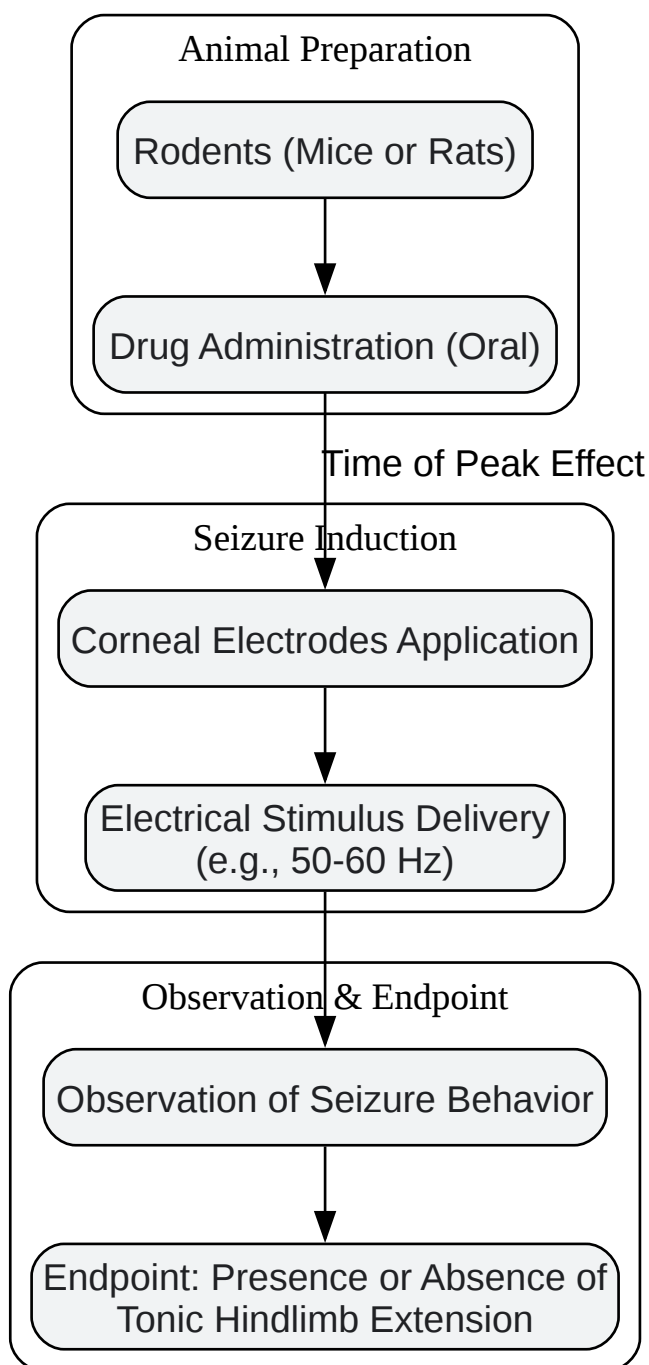 Animal Preparation
Rodents (Mice or Rats)
Drug Administration (Oral)
Time of Peak Effect
Seizure Induction
Corneal Electrodes Application
Electrical Stimulus Delivery
(e.g., 50-60 Hz)
Observation & Endpoint
Observation of Seizure Behavior
Endpoint: Presence or Absence of
Tonic Hindlimb Extension